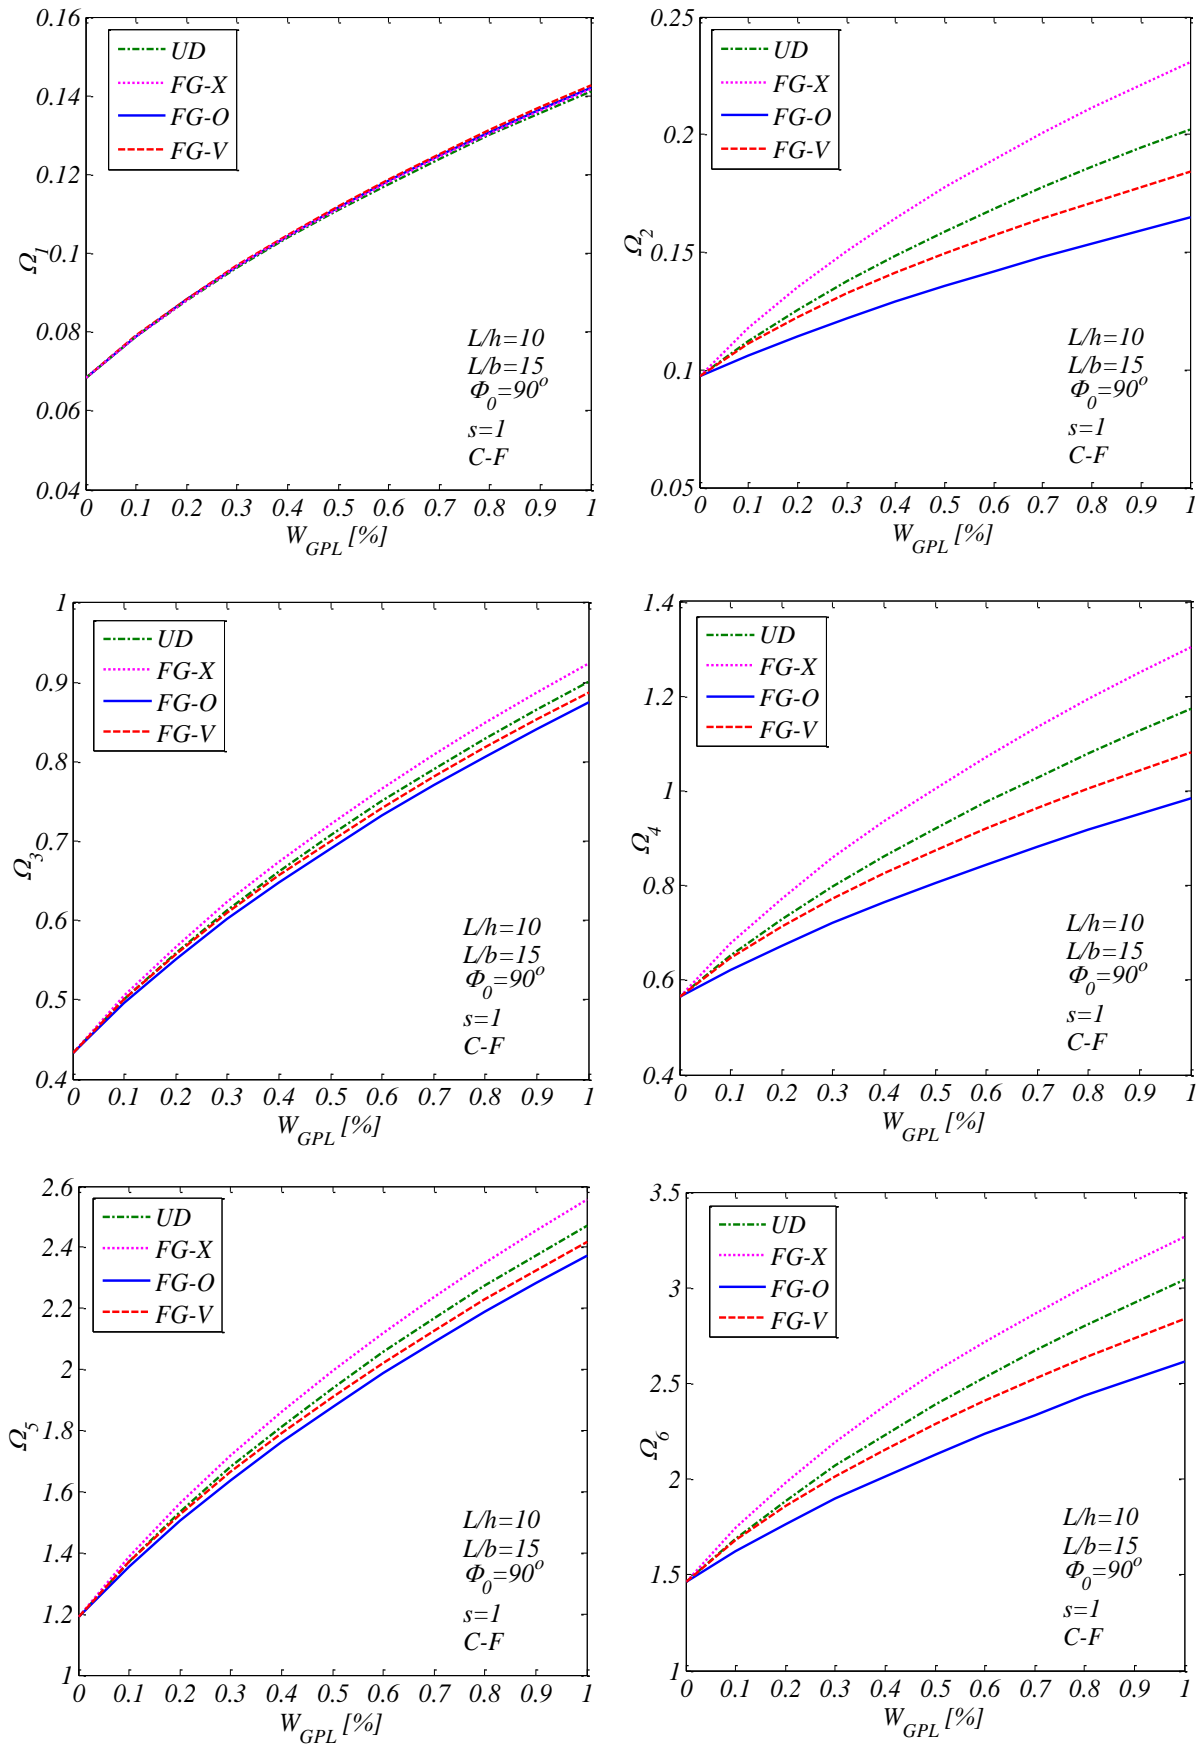 0.16
0.14
0.12
0.1
0.08
0.06
0.04
Ω1
UD
FG-X
FG-O
FG-V
L/h=10
L/b=15
Φ0=90o
s=1
C-F
0 0.1 0.2 0.3 0.4 0.5 0.6 0.7 0.8 0.9 1
WGPL [%]
0.25
0.2
0.15
0.1
0.05
Ω2
UD
FG-X
FG-O
FG-V
L/h=10
L/b=15
Φ0=90o
s=1
C-F
0 0.1 0.2 0.3 0.4 0.5 0.6 0.7 0.8 0.9 1
WGPL [%]
1
0.9
0.8
0.7
0.6
0.5
0.4
Ω3
UD
FG-X
FG-O
FG-V
L/h=10
L/b=15
Φ0=90o
s=1
C-F
0 0.1 0.2 0.3 0.4 0.5 0.6 0.7 0.8 0.9 1
WGPL [%]
1.4
1.2
1
0.8
0.6
0.4
Ω4
UD
FG-X
FG-O
FG-V
L/h=10
L/b=15
Φ0=90o
s=1
C-F
0 0.1 0.2 0.3 0.4 0.5 0.6 0.7 0.8 0.9 1
WGPL [%]
2.6
2.4
2.2
2
1.8
1.6
1.4
1.2
1
Ω5
UD
FG-X
FG-O
FG-V
L/h=10
L/b=15
Φ0=90o
s=1
C-F
0 0.1 0.2 0.3 0.4 0.5 0.6 0.7 0.8 0.9 1
WGPL [%]
3.5
3
2.5
2
1.5
1
Ω6
UD
FG-X
FG-O
FG-V
L/h=10
L/b=15
Φ0=90o
s=1
C-F
0 0.1 0.2 0.3 0.4 0.5 0.6 0.7 0.8 0.9 1
WGPL [%]